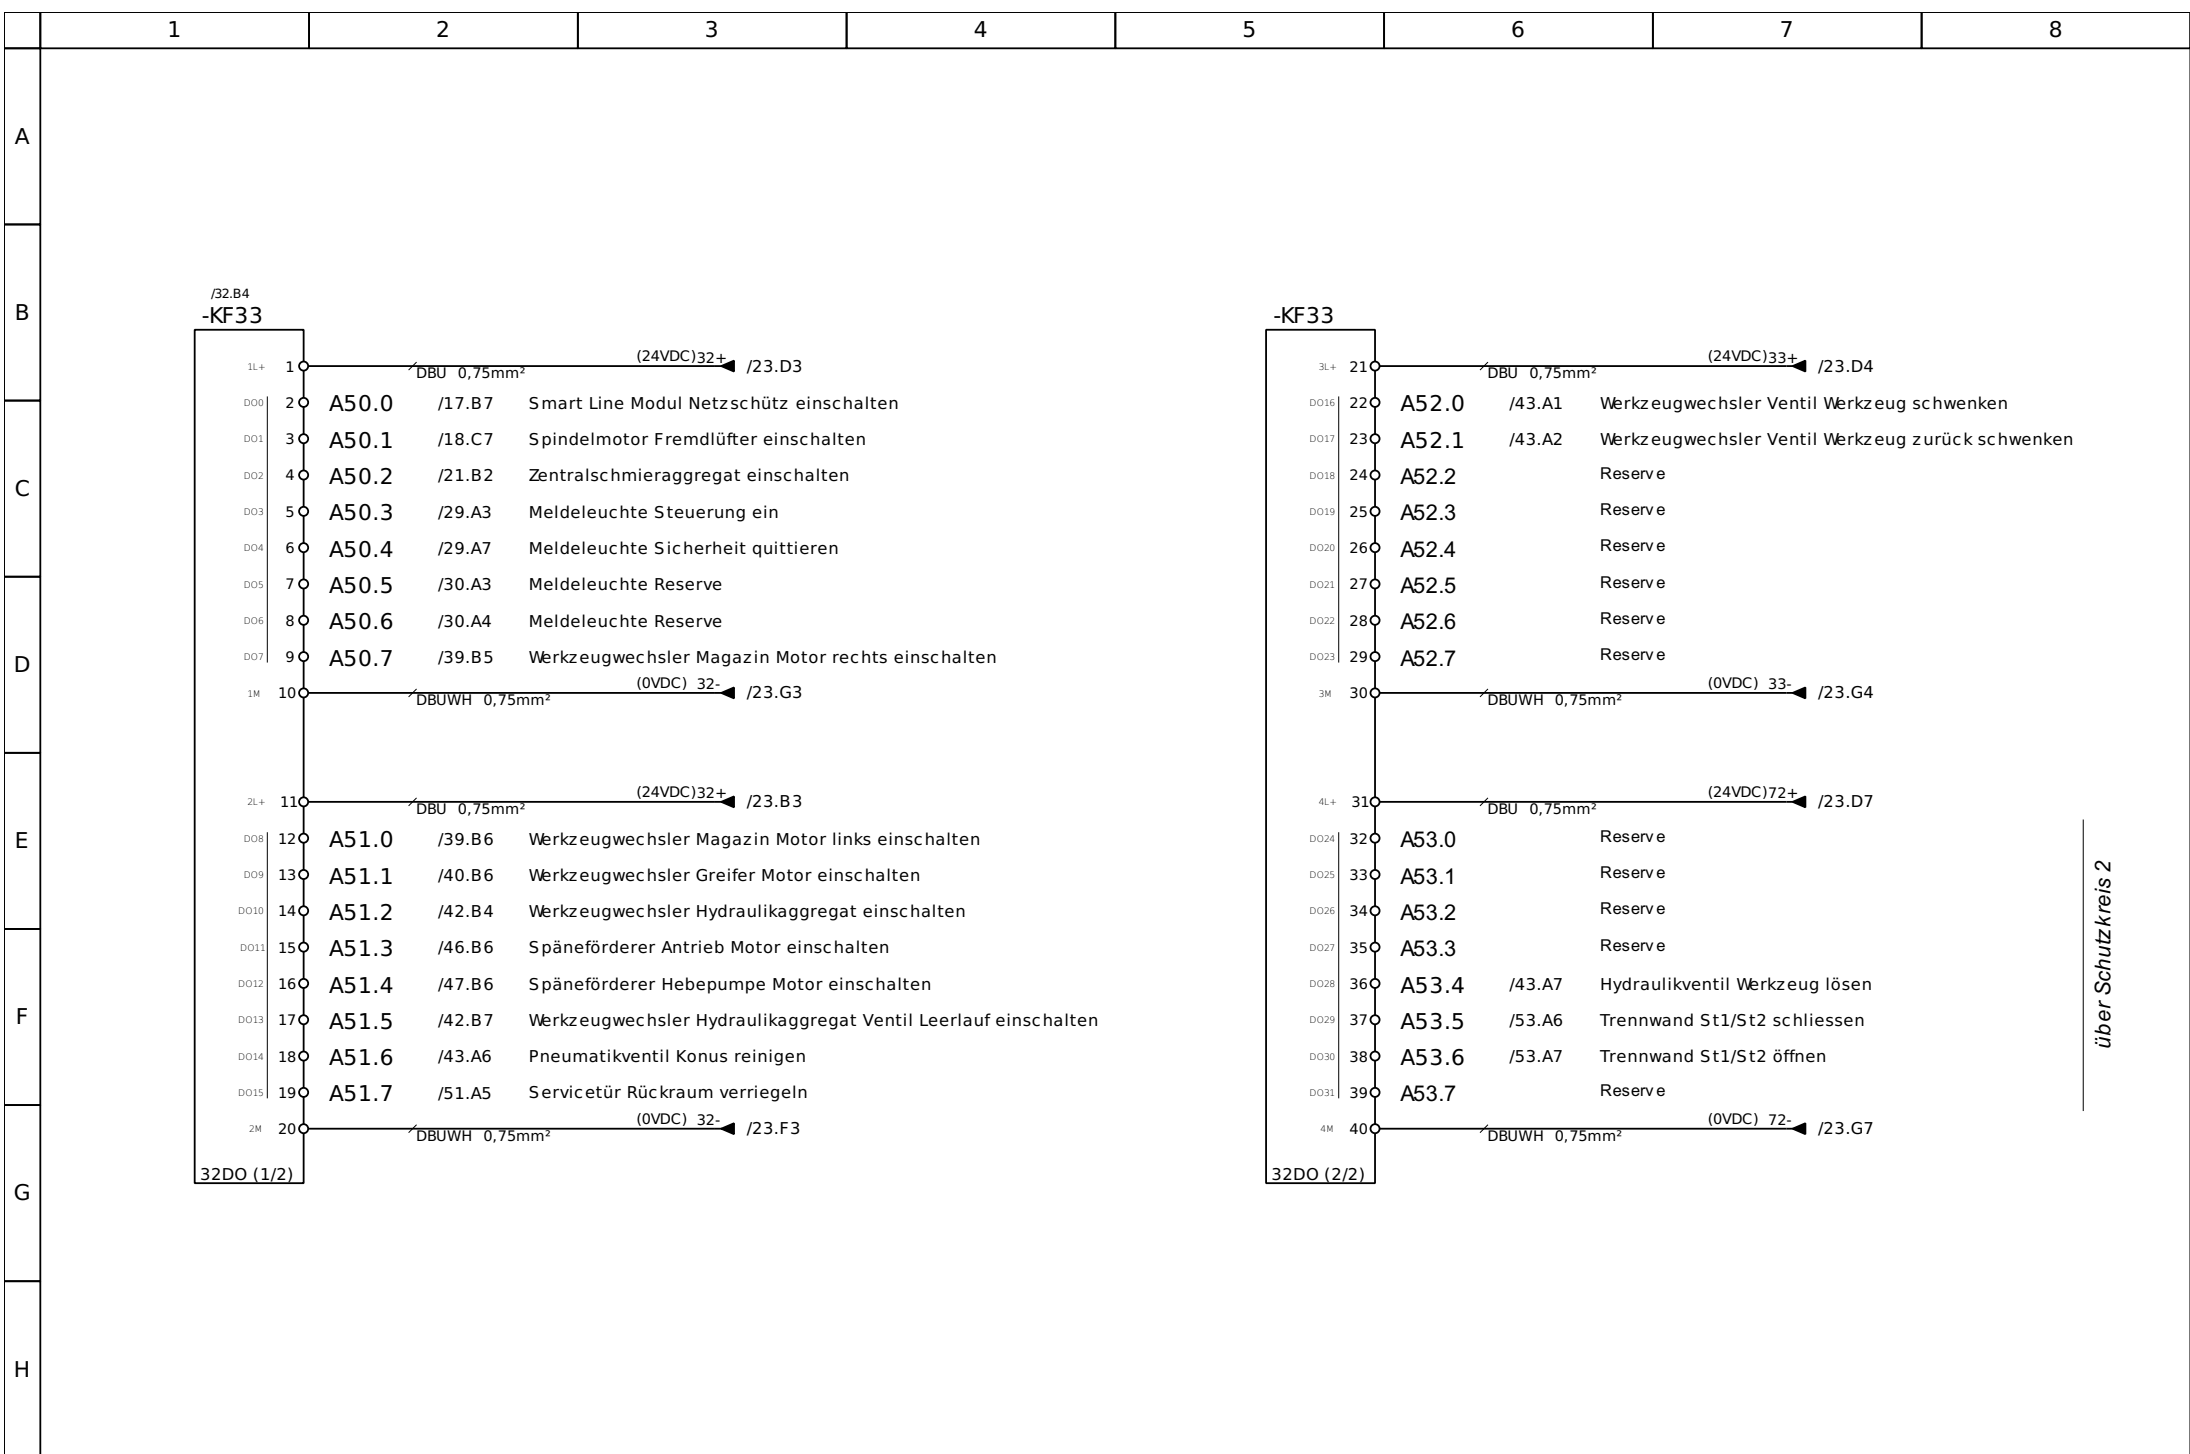 1 2 3 4 5 6 7 8
A
B
C
D
E
F
G
H
/32.B4
-KF33
1L+ 1 DBU 0,75mm² (24VDC) 32+ /23.D3
DO0 2 A50.0 /17.B7 Smart Line Modul Netzschütz einschalten
DO1 3 A50.1 /18.C7 Spindelmotor Fremdlüfter einschalten
DO2 4 A50.2 /21.B2 Zentralschmieraggregat einschalten
DO3 5 A50.3 /29.A3 Meldeleuchte Steuerung ein
DO4 6 A50.4 /29.A7 Meldeleuchte Sicherheit quittieren
DO5 7 A50.5 /30.A3 Meldeleuchte Reserve
DO6 8 A50.6 /30.A4 Meldeleuchte Reserve
DO7 9 A50.7 /39.B5 Werkzeugwechsler Magazin Motor rechts einschalten
1M 10 DBUWH 0,75mm² (0VDC) 32- /23.G3
2L+ 11 DBU 0,75mm² (24VDC) 32+ /23.B3
DO8 12 A51.0 /39.B6 Werkzeugwechsler Magazin Motor links einschalten
DO9 13 A51.1 /40.B6 Werkzeugwechsler Greifer Motor einschalten
DO10 14 A51.2 /42.B4 Werkzeugwechsler Hydraulikaggregat einschalten
DO11 15 A51.3 /46.B6 Späneförderer Antrieb Motor einschalten
DO12 16 A51.4 /47.B6 Späneförderer Hebepumpe Motor einschalten
DO13 17 A51.5 /42.B7 Werkzeugwechsler Hydraulikaggregat Ventil Leerlauf einschalten
DO14 18 A51.6 /43.A6 Pneumatikventil Konus reinigen
DO15 19 A51.7 /51.A5 Servicetür Rückraum verriegeln
2M 20 DBUWH 0,75mm² (0VDC) 32- /23.F3
32DO (1/2)
-KF33
3L+ 21 DBU 0,75mm² (24VDC) 33+ /23.D4
DO16 22 A52.0 /43.A1 Werkzeugwechsler Ventil Werkzeug schwenken
DO17 23 A52.1 /43.A2 Werkzeugwechsler Ventil Werkzeug zurück schwenken
DO18 24 A52.2 Reserve
DO19 25 A52.3 Reserve
DO20 26 A52.4 Reserve
DO21 27 A52.5 Reserve
DO22 28 A52.6 Reserve
DO23 29 A52.7 Reserve
3M 30 DBUWH 0,75mm² (0VDC) 33- /23.G4
4L+ 31 DBU 0,75mm² (24VDC) 72+ /23.D7
DO24 32 A53.0 Reserve
DO25 33 A53.1 Reserve
DO26 34 A53.2 Reserve
DO27 35 A53.3 Reserve
DO28 36 A53.4 /43.A7 Hydraulikventil Werkzeug lösen
DO29 37 A53.5 /53.A6 Trennwand St1/St2 schliessen
DO30 38 A53.6 /53.A7 Trennwand St1/St2 öffnen
DO31 39 A53.7 Reserve
4M 40 DBUWH 0,75mm² (0VDC) 72- /23.G7
32DO (2/2)
über Schutzkreis 2